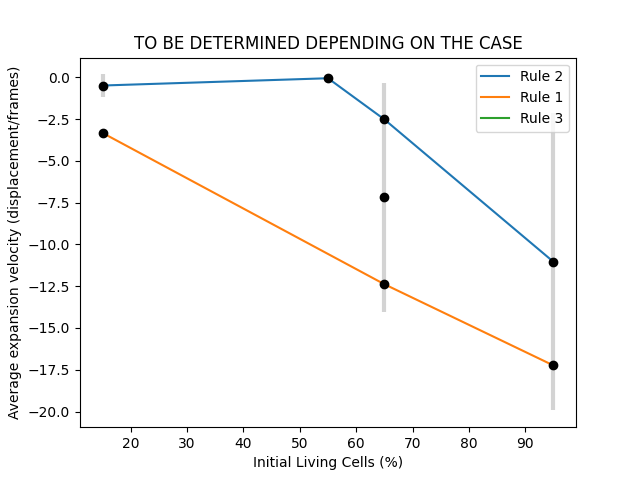 TO BE DETERMINED DEPENDING ON THE CASE
Average expansion velocity (displacement/frames)
0.0
−2.5
−5.0
−7.5
−10.0
−12.5
−15.0
−17.5
−20.0
Rule 2
Rule 1
Rule 3
20 30 40 50 60 70 80 90
Initial Living Cells (%)